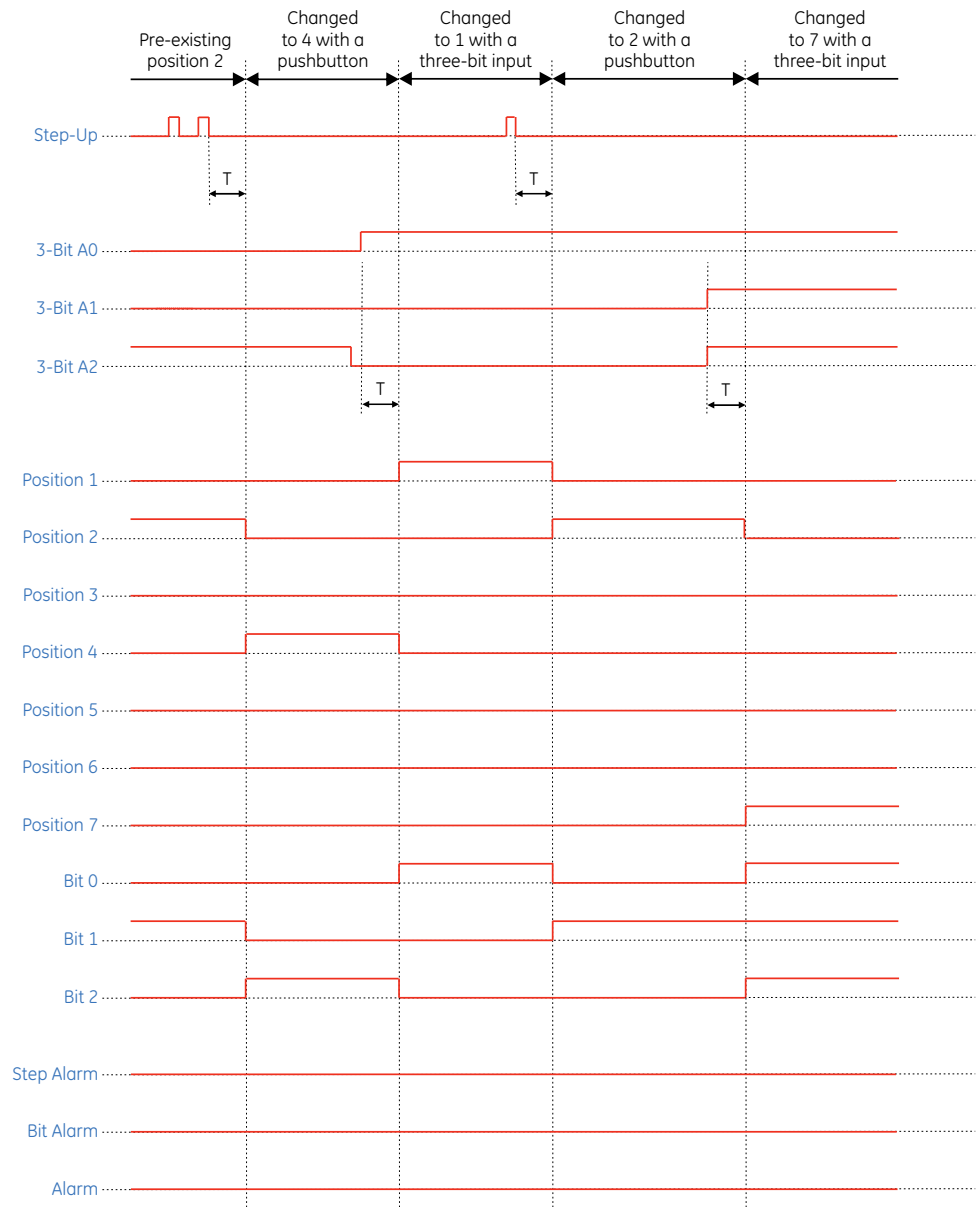 Pre-existing
position 2
Changed
to 4 with a
pushbutton
Changed
to 1 with a
three-bit input
Changed
to 2 with a
pushbutton
Changed
to 7 with a
three-bit input
Step-Up
T
T
3-Bit A0
3-Bit A1
3-Bit A2
T
T
Position 1
Position 2
Position 3
Position 4
Position 5
Position 6
Position 7
Bit 0
Bit 1
Bit 2
Step Alarm
Bit Alarm
Alarm